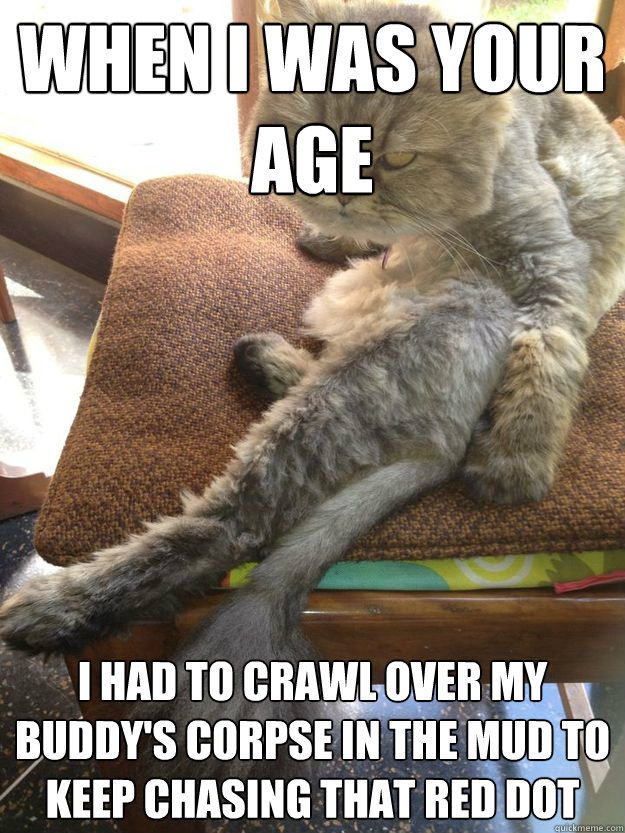 WHEN I WAS YOUR
AGE
I HAD TO CRAWL OVER MY
BUDDY'S CORPSE IN THE MUD TO
KEEP CHASING THAT RED DOT
quickmeme.com